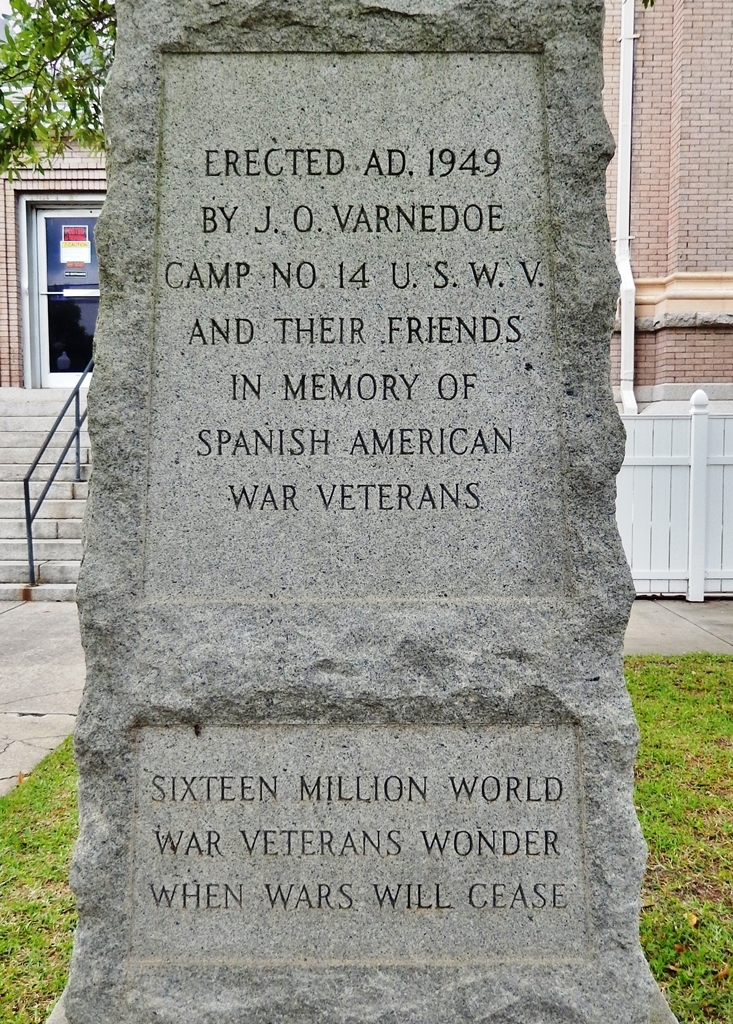 ERECTED AD. 1949
BY J. O. VARNEDOE
CAMP NO. 14 U. S. W. V.
AND THEIR FRIENDS
IN MEMORY OF
SPANISH AMERICAN
WAR VETERANS
SIXTEEN MILLION WORLD
WAR VETERANS WONDER
WHEN WARS WILL CEASE